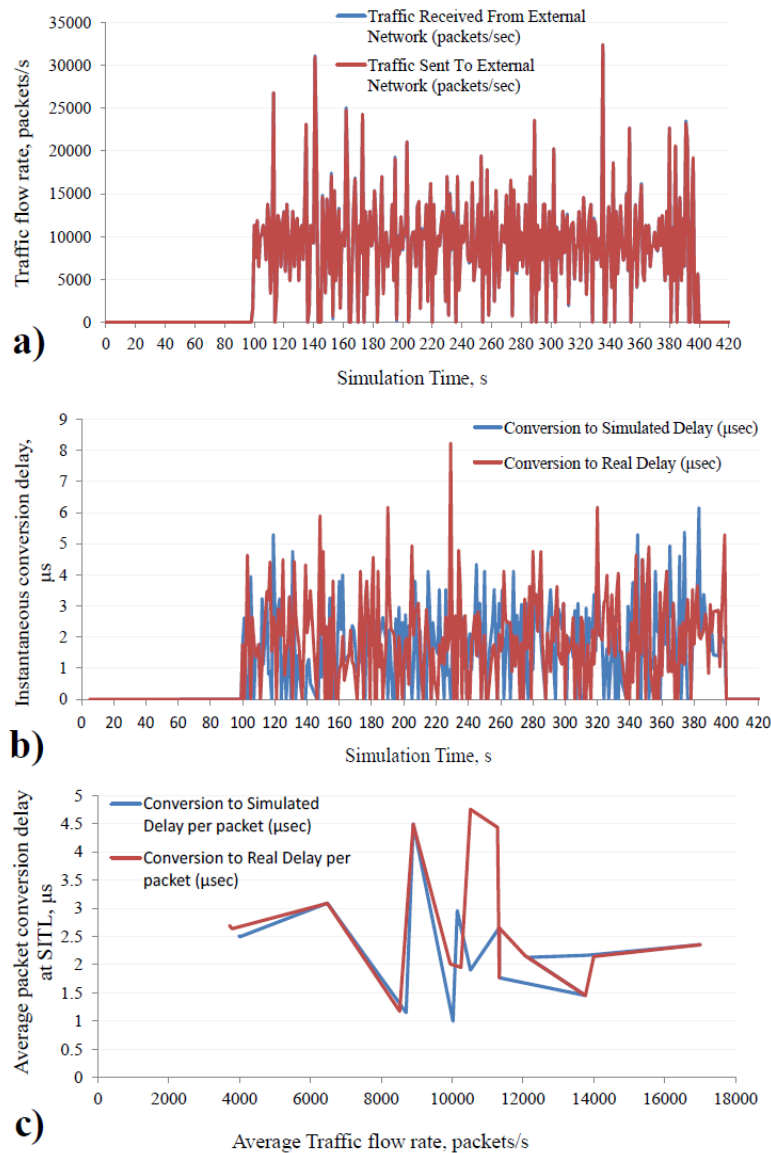 Traffic Received From External
Network (packets/sec)
Traffic Sent To External
Network (packets/sec)
Traffic flow rate, packets/s
35000
30000
25000
20000
15000
10000
5000
0
0 20 40 60 80 100 120 140 160 180 200 220 240 260 280 300 320 340 360 380 400 420
a)
Simulation Time, s
Conversion to Simulated Delay (μsec)
Conversion to Real Delay (μsec)
Instantaneous conversion delay,
μs
9
8
7
6
5
4
3
2
1
0
0 20 40 60 80 100 120 140 160 180 200 220 240 260 280 300 320 340 360 380 400 420
b)
Simulation Time, s
Conversion to Simulated
Delay per packet (μsec)
Conversion to Real Delay per
packet (μsec)
Average packet conversion delay
at SITL, μs
5
4.5
4
3.5
3
2.5
2
1.5
1
0.5
0
0 2000 4000 6000 8000 10000 12000 14000 16000 18000
c)
Average Traffic flow rate, packets/s